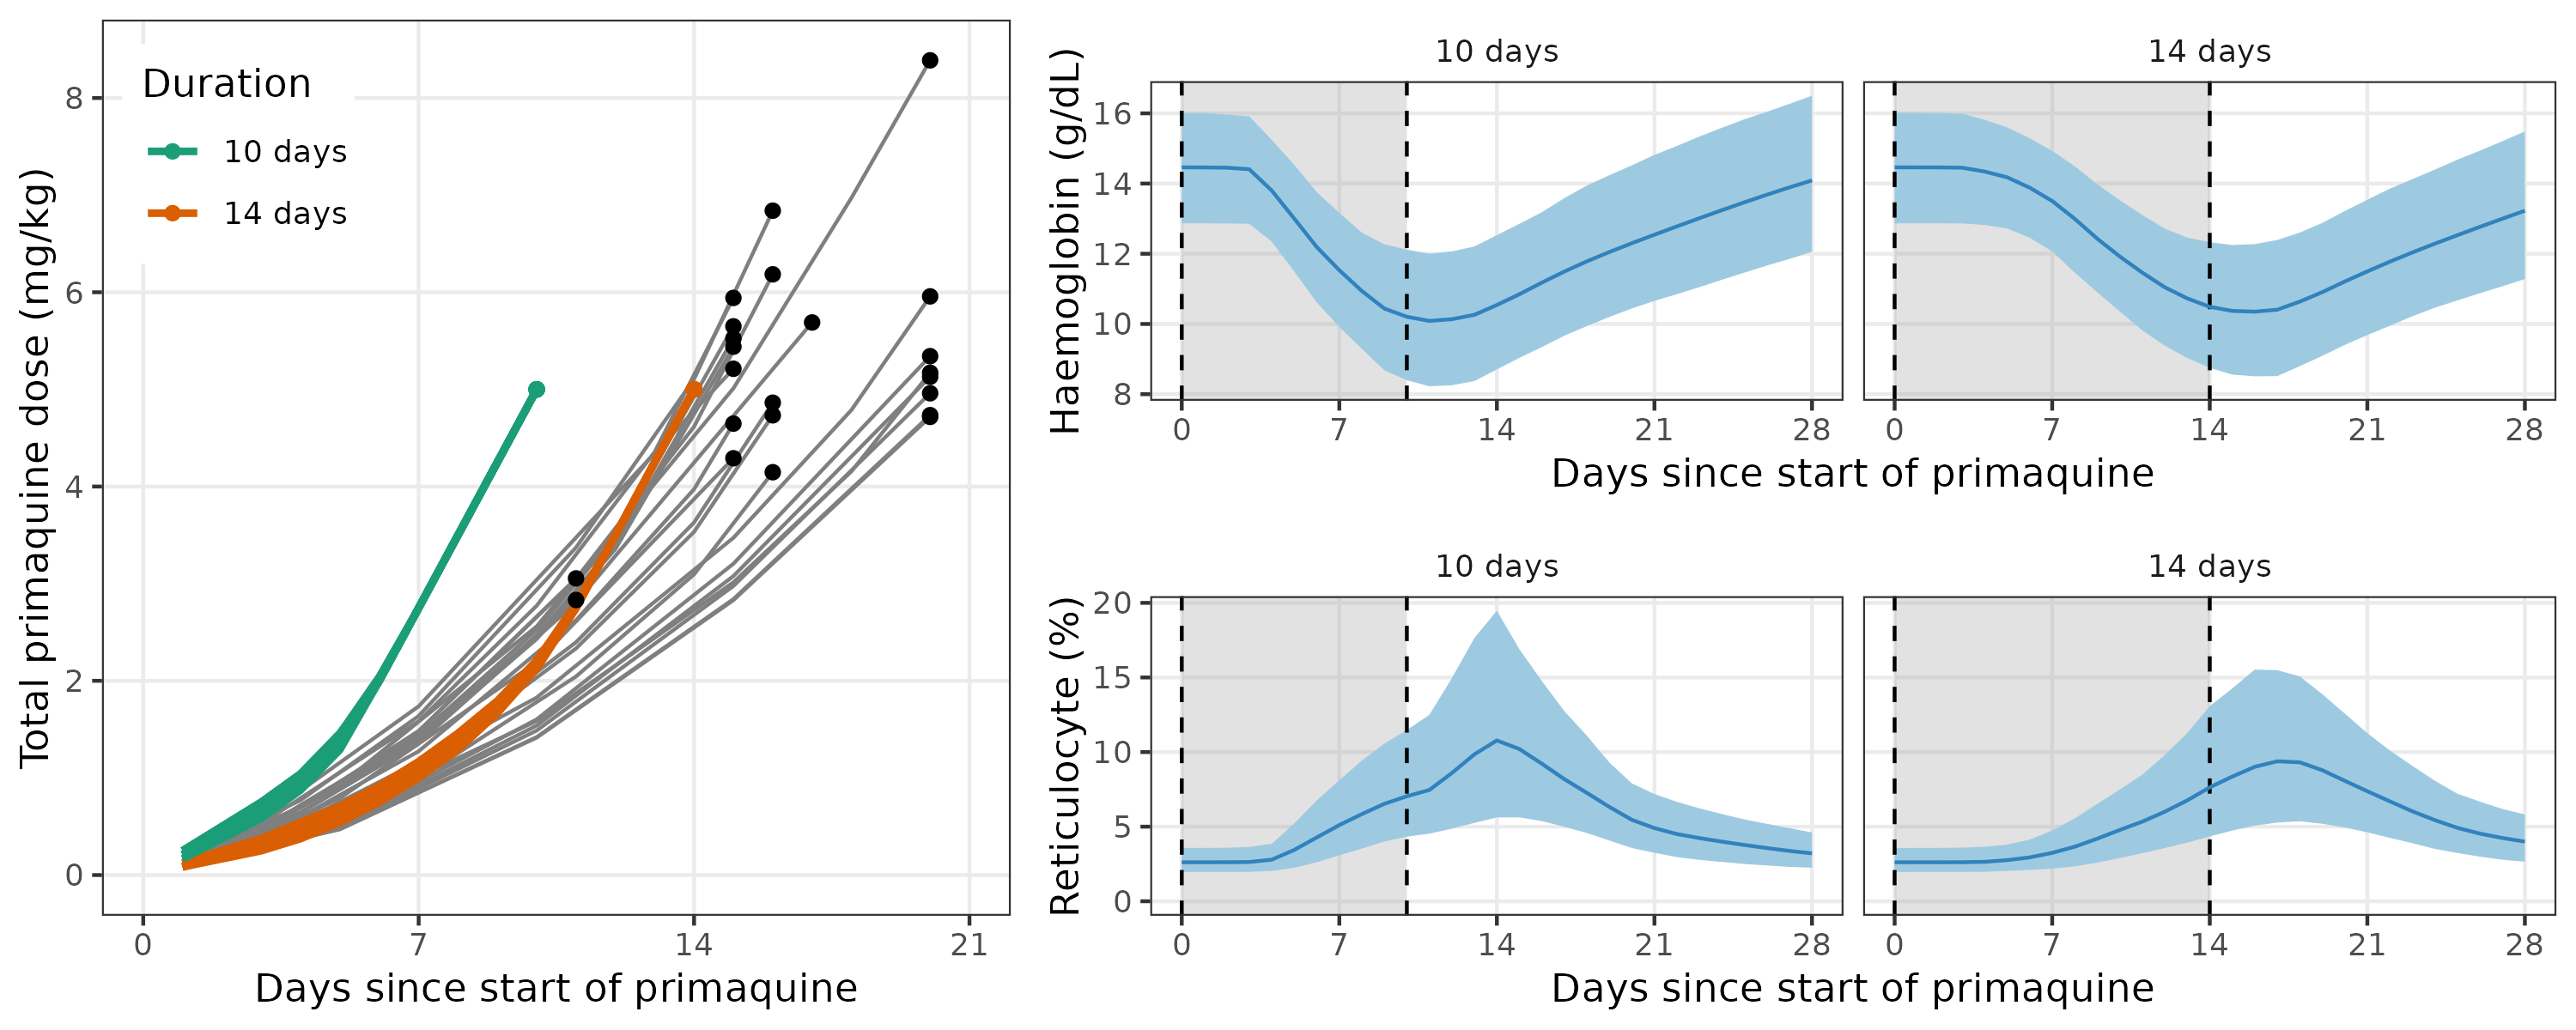 Total primaquine dose (mg/kg)
8
6
4
2
0
Duration
10 days
14 days
0 7 14 21
Days since start of primaquine
Haemoglobin (g/dL)
10 days 14 days
16
14
12
10
8
0 7 14 21 28 0 7 14 21 28
Days since start of primaquine
Reticulocyte (%)
10 days 14 days
20
15
10
5
0
0 7 14 21 28 0 7 14 21 28
Days since start of primaquine